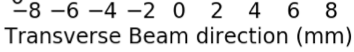 −8 −6 −4 −2 0 2 4 6 8
Transverse Beam direction (mm)